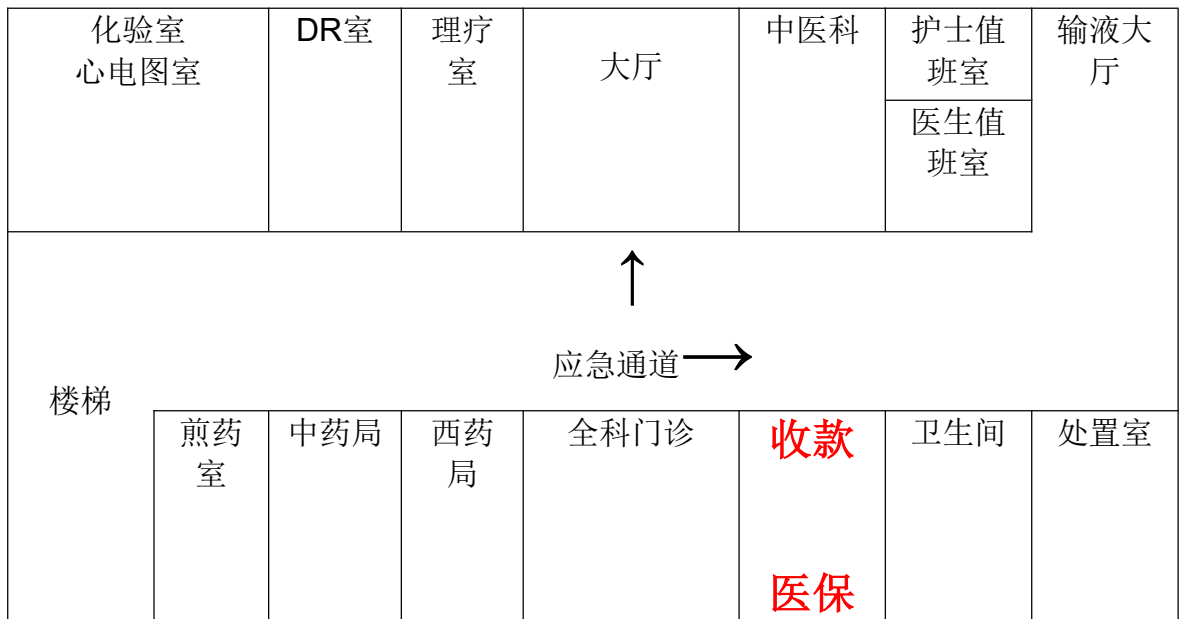 化验室
心电图室
DR室
理疗
室
大厅
中医科
护士值
班室
医生值
班室
输液大
厅
↑
应急通道→
楼梯
煎药
室
中药局
西药
局
全科门诊
收款
医保
卫生间
处置室